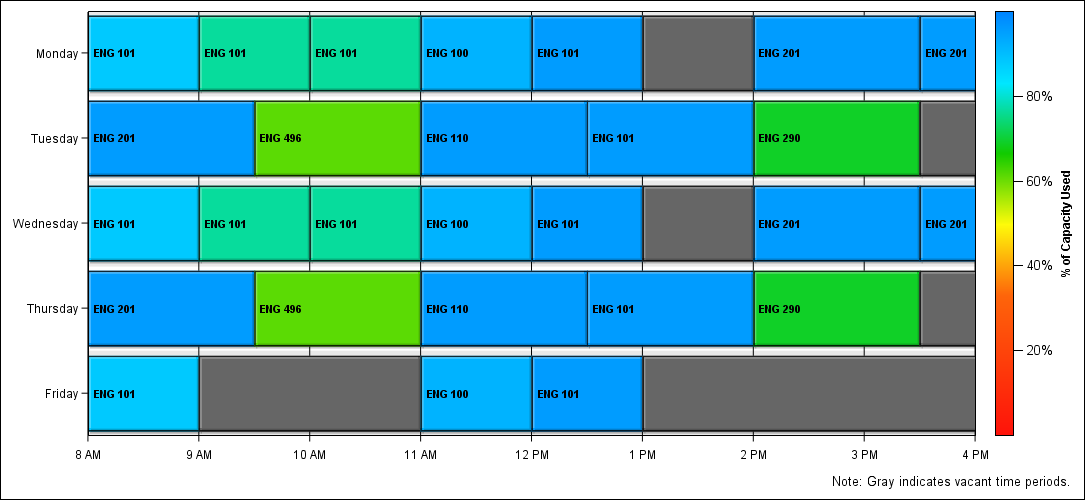 Monday
ENG 101
ENG 101
ENG 101
ENG 100
ENG 101
ENG 201
ENG 201
Tuesday
ENG 201
ENG 496
ENG 110
ENG 101
ENG 290
Wednesday
ENG 101
ENG 101
ENG 101
ENG 100
ENG 101
ENG 201
ENG 201
Thursday
ENG 201
ENG 496
ENG 110
ENG 101
ENG 290
Friday
ENG 101
ENG 100
ENG 101
8 AM
9 AM
10 AM
11 AM
12 PM
1 PM
2 PM
3 PM
4 PM
80%
60%
40%
20%
% of Capacity Used
Note: Gray indicates vacant time periods.